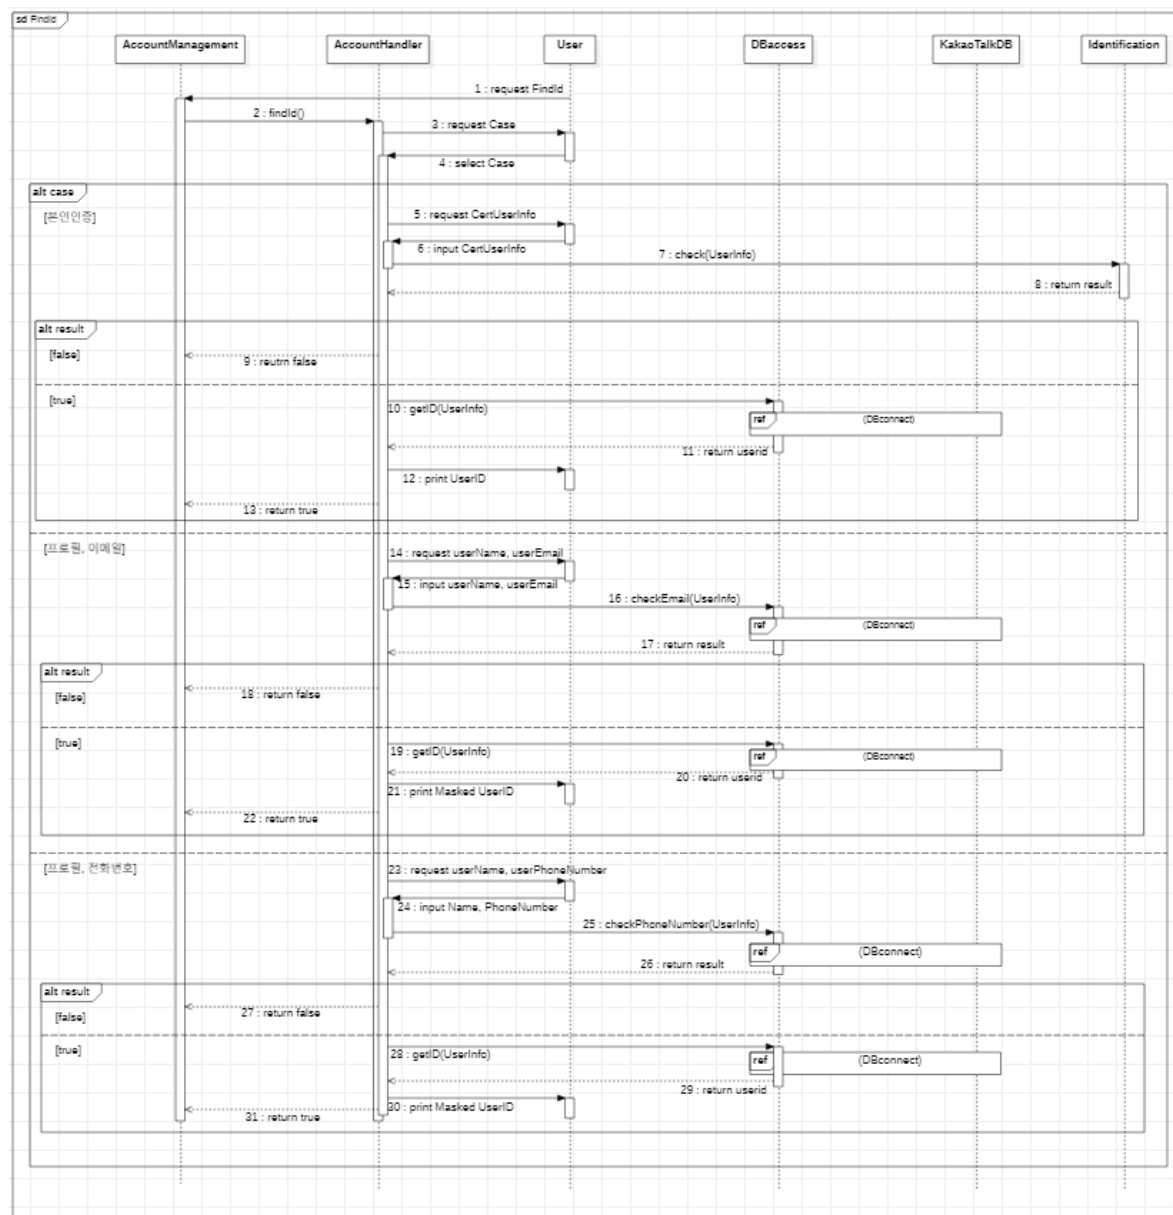 sd FindId
AccountManagement
AccountHandler
User
DBaccess
KakaoTalkDB
Identification
1 : request FindId
2 : findId()
3 : request Case
4 : select Case
alt case
[본인인증]
5 : request CertUserInfo
6 : input CertUserInfo
7 : check(UserInfo)
8 : return result
alt result
[false]
9 : reutrn false
[true]
10 : getID(UserInfo)
ref
(DBconnect)
11 : return userid
12 : print UserID
13 : return true
[프로필, 이메일]
14 : request userName, userEmail
15 : input userName, userEmail
16 : checkEmail(UserInfo)
ref
(DBconnect)
17 : return result
alt result
[false]
18 : return false
[true]
19 : getID(UserInfo)
ref
(DBconnect)
20 : return userid
21 : print Masked UserID
22 : return true
[프로필, 전화번호]
23 : request userName, userPhoneNumber
24 : input Name, PhoneNumber
25 : checkPhoneNumber(UserInfo)
ref
(DBconnect)
26 : return result
alt result
[false]
27 : return false
[true]
28 : getID(UserInfo)
ref
(DBconnect)
29 : return userid
30 : print Masked UserID
31 : return true